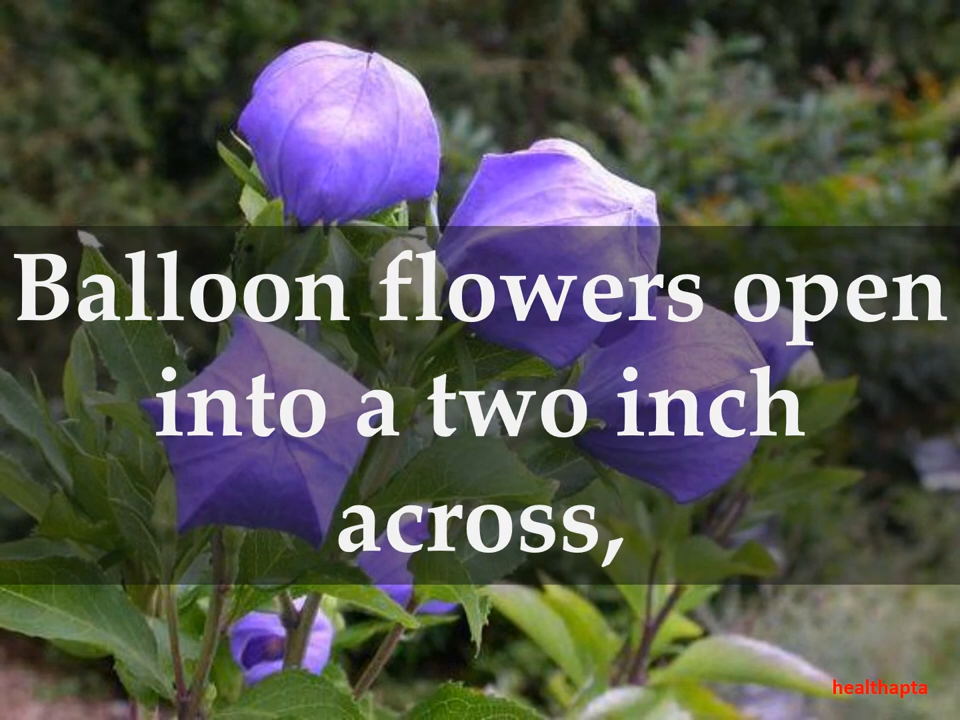 Balloon flowers open
into a two inch
across,
healthapta